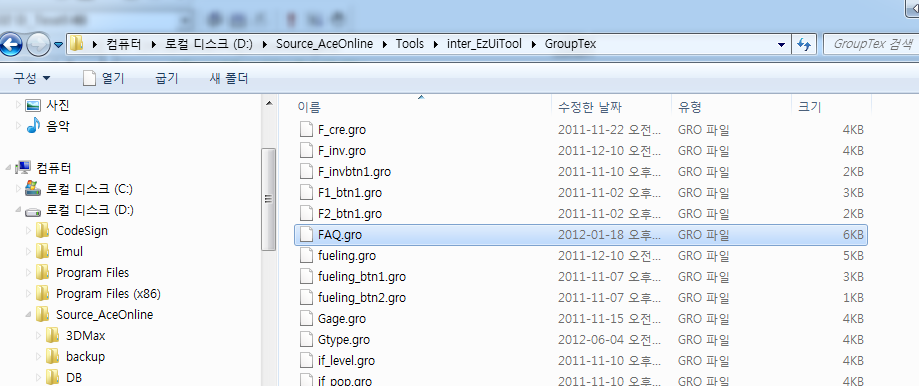 컴퓨터 ▸ 로컬 디스크 (D:) ▸ Source_AceOnline ▸ Tools ▸ inter_EzUiTool ▸ GroupTex
GroupTex 검색
구성 열기 굽기 새 폴더
사진
음악
컴퓨터
로컬 디스크 (C:)
로컬 디스크 (D:)
CodeSign
Emul
Program Files
Program Files (x86)
Source_AceOnline
3DMax
backup
DB
이름 수정한 날짜 유형 크기
F_cre.gro 2011-11-22 오전... GRO 파일 4KB
F_inv.gro 2011-12-10 오전... GRO 파일 4KB
F_invbtn1.gro 2011-11-10 오후... GRO 파일 2KB
F1_btn1.gro 2011-11-02 오후... GRO 파일 3KB
F2_btn1.gro 2011-11-02 오후... GRO 파일 2KB
FAQ.gro 2012-01-18 오후... GRO 파일 6KB
fueling.gro 2011-12-10 오전... GRO 파일 5KB
fueling_btn1.gro 2011-11-07 오후... GRO 파일 3KB
fueling_btn2.gro 2011-11-07 오후... GRO 파일 1KB
Gage.gro 2011-11-15 오전... GRO 파일 4KB
Gtype.gro 2012-06-04 오전... GRO 파일 4KB
if_level.gro 2011-11-10 오후... GRO 파일 4KB
if_pop.gro 2011-11-10 오후... GRO 파일 4KB